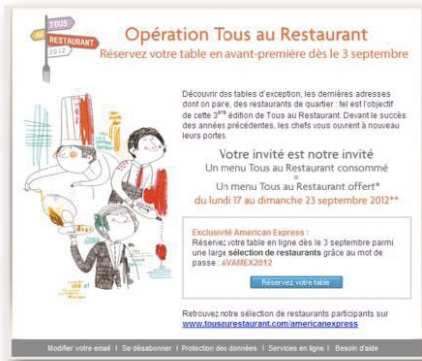 TOUS
AU
RESTAURANT
2012
Opération Tous au Restaurant
Réservez votre table en avant-première dès le 3 septembre
Découvrir des tables d'exception, les dernières adresses
dont on parle, des restaurants de quartier : tel est l'objectif
de cette 3ème édition de Tous au Restaurant. Devant le succès
des années précédentes, les chefs vous ouvrent à nouveau
leurs portes.
Votre invité est notre invité
Un menu Tous au Restaurant consommé
=
Un menu Tous au Restaurant offert*
du lundi 17 au dimanche 23 septembre 2012**
Exclusivité American Express :
Réservez votre table en ligne dès le 3 septembre parmi
une large sélection de restaurants grâce au mot de
passe : àVAMEX2012
Réservez votre table
Retrouvez notre sélection de restaurants participants sur
www.tousaurestaurant.com/americanexpress
Modifier votre email I Se désabonner I Protection des données I Services en ligne I Besoin d'aide